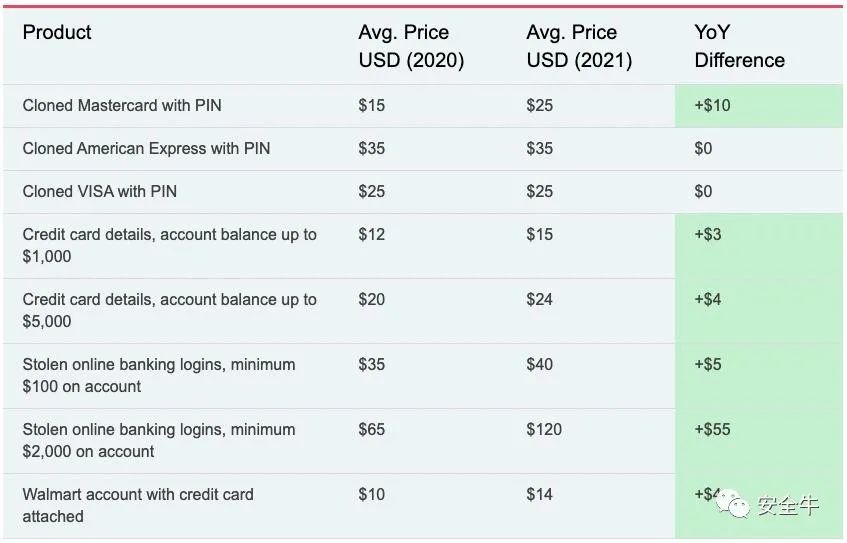 Product Avg. Price Avg. Price YoY
USD (2020) USD (2021) Difference
Cloned Mastercard with PIN $15 $25 +$10
Cloned American Express with PIN $35 $35 $0
Cloned VISA with PIN $25 $25 $0
Credit card details, account balance up to $12 $15 +$3
$1,000
Credit card details, account balance up to $20 $24 +$4
$5,000
Stolen online banking logins, minimum $35 $40 +$5
$100 on account
Stolen online banking logins, minimum $65 $120 +$55
$2,000 on account
Walmart account with credit card $10 $14 +$4
attached
安全牛